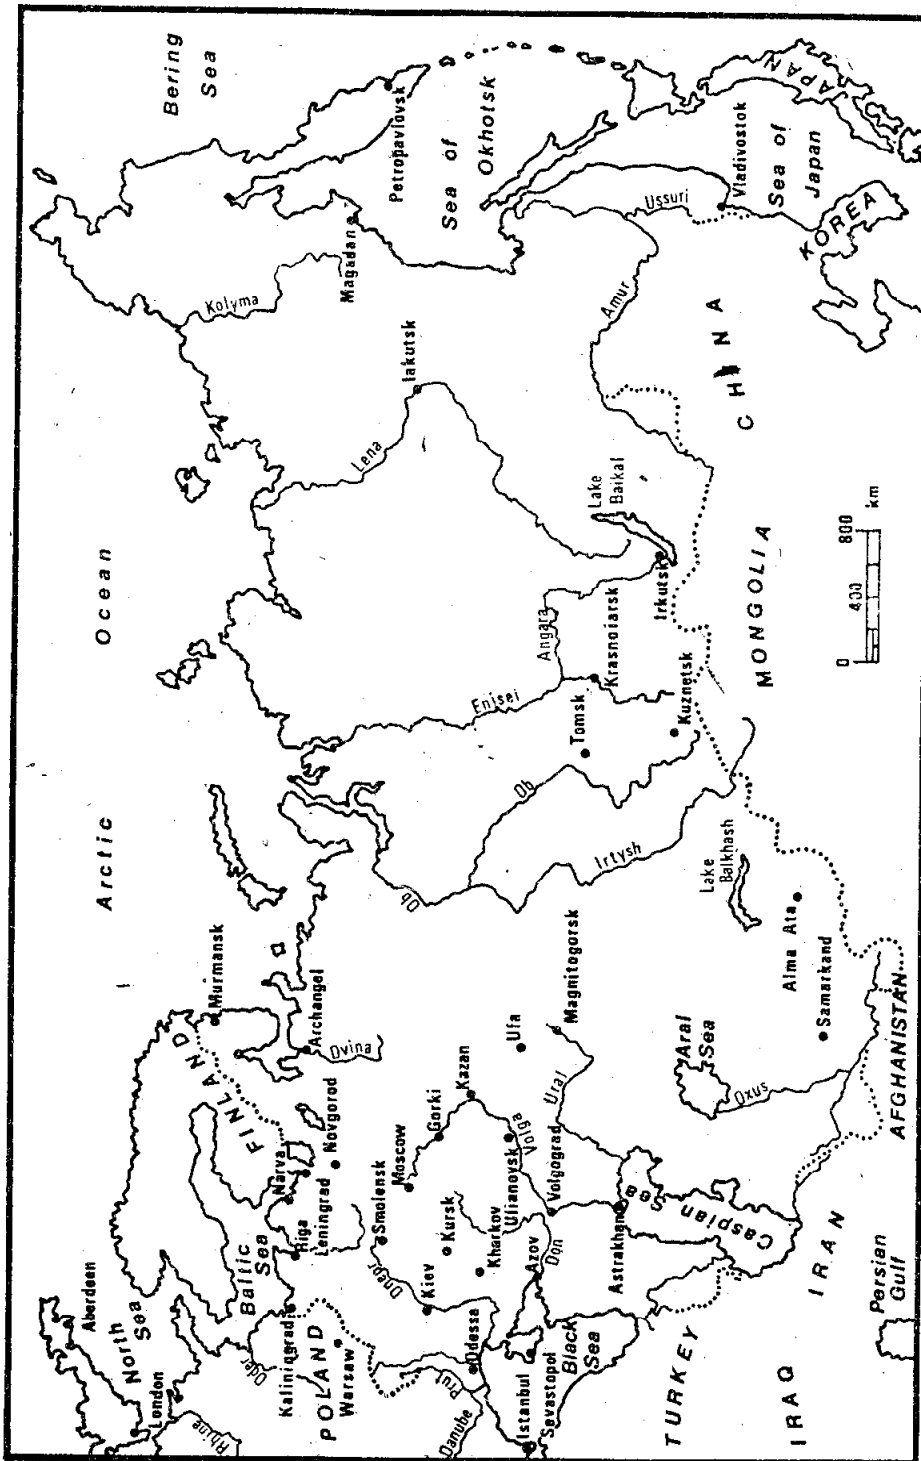 Bering
Sea
Arctic
Ocean
Petropavlovsk
Sea of
Okhotsk
Magadan
Kolyma
Iakutsk
Lena
JAPAN
Sea of
Japan
Vladivostok
Ussuri
KOREA
Amur
CHINA
Lake
Baikal
Irkutsk
Angara
Krasnoiarsk
Enisei
Tomsk
Kuznetsk
MONGOLIA
0 400 800
km
Ob
Ob
Irtysh
Lake
Balkhash
Alma Ata
Samarkand
AFGHANISTAN
Aral
Sea
Oxus
Murmansk
FINLAND
Archangel
Dvina
Magnitogorsk
Ufa
Ural
Kazan
Gorki
Ulianovsk
Volga
Moscow
Novgorod
Narva
Leningrad
Riga
Smolensk
Kursk
Kharkov
Volgograd
Don
Azov
Astrakhan
Caspian Sea
IRAN
Persian
Gulf
Baltic
Sea
Aberdeen
North
Sea
London
Rhine
Oder
Kaliningrad
POLAND
Warsaw
Dnepr
Kiev
Prut
Odessa
Danube
Istanbul
Sevastopol
Black
Sea
TURKEY
IRAQ